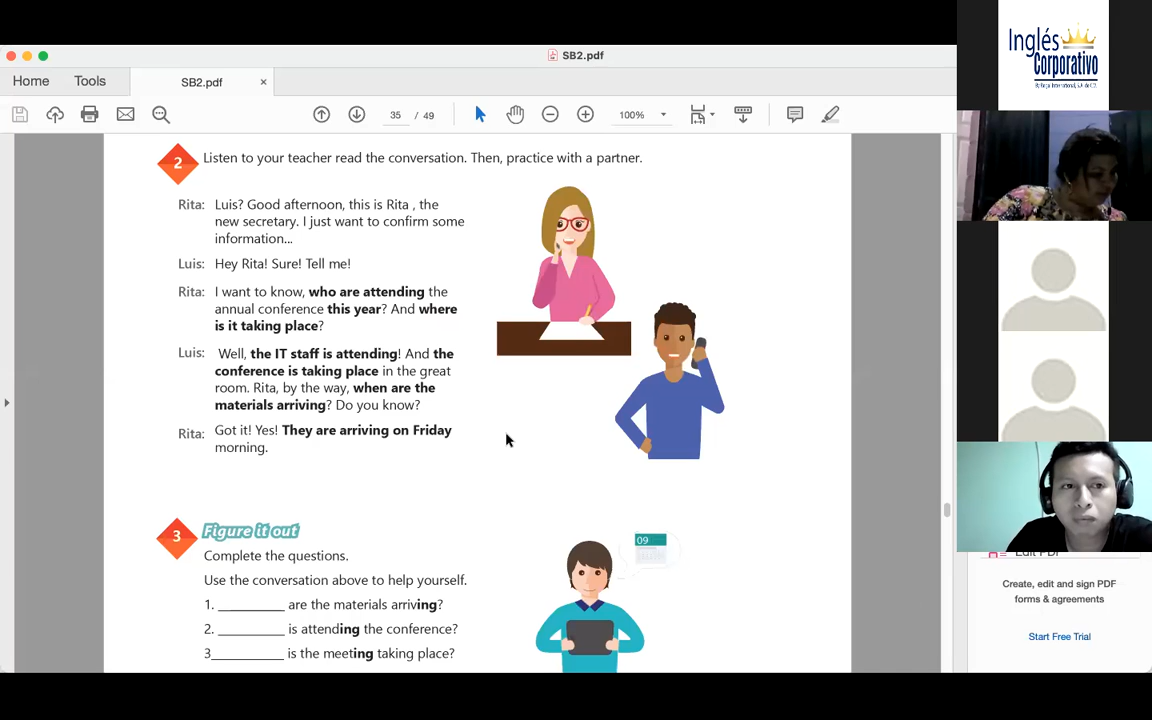 SB2.pdf
Home
Tools
SB2.pdf
×
35 / 49
100%
2
Listen to your teacher read the conversation. Then, practice with a partner.
Rita: Luis? Good afternoon, this is Rita , the
new secretary. I just want to confirm some
information...
Luis: Hey Rita! Sure! Tell me!
Rita: I want to know, who are attending the
annual conference this year? And where
is it taking place?
Luis: Well, the IT staff is attending! And the
conference is taking place in the great
room. Rita, by the way, when are the
materials arriving? Do you know?
Rita: Got it! Yes! They are arriving on Friday
morning.
3
Figure it out
Complete the questions.
Use the conversation above to help yourself.
1. __________ are the materials arriving?
2. __________ is attending the conference?
3___________ is the meeting taking place?
09
Inglés
Corporativo
Edit PDF
Create, edit and sign PDF
forms & agreements
Start Free Trial